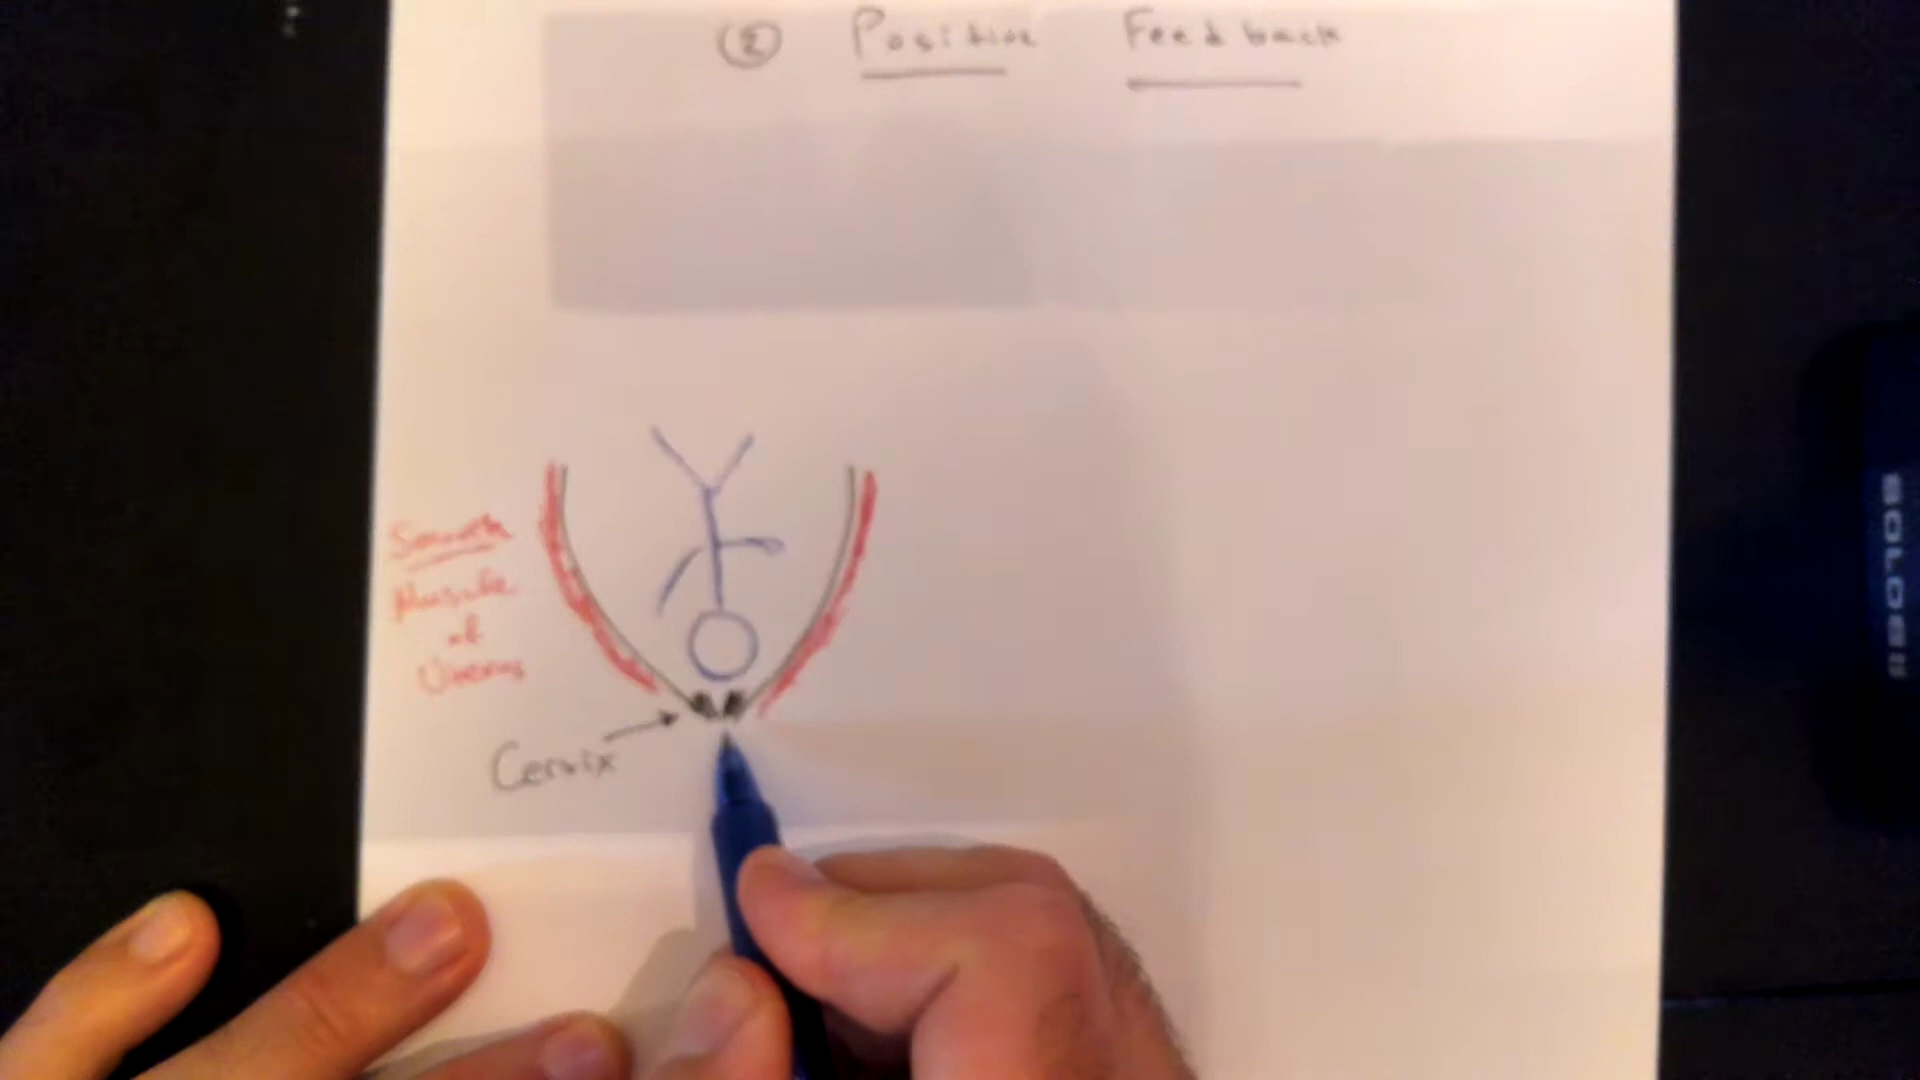 ② Positive Feedback
Smooth
Muscle
of
Uterus
Cervix